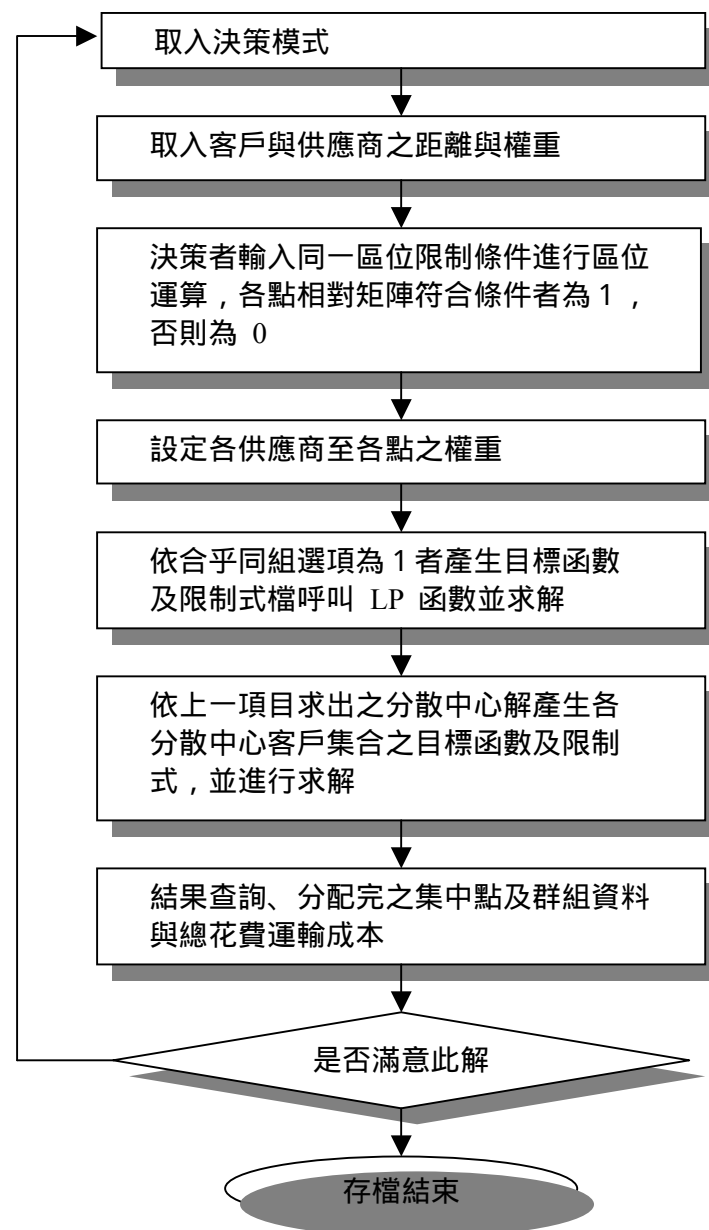 取入決策模式
取入客戶與供應商之距離與權重
決策者輸入同一區位限制條件進行區位
運算，各點相對矩陣符合條件者為1，
否則為 0
設定各供應商至各點之權重
依合乎同組選項為1者產生目標函數
及限制式檔呼叫 LP 函數並求解
依上一項目求出之分散中心解產生各
分散中心客戶集合之目標函數及限制
式，並進行求解
結果查詢、分配完之集中點及群組資料
與總花費運輸成本
是否滿意此解
存檔結束